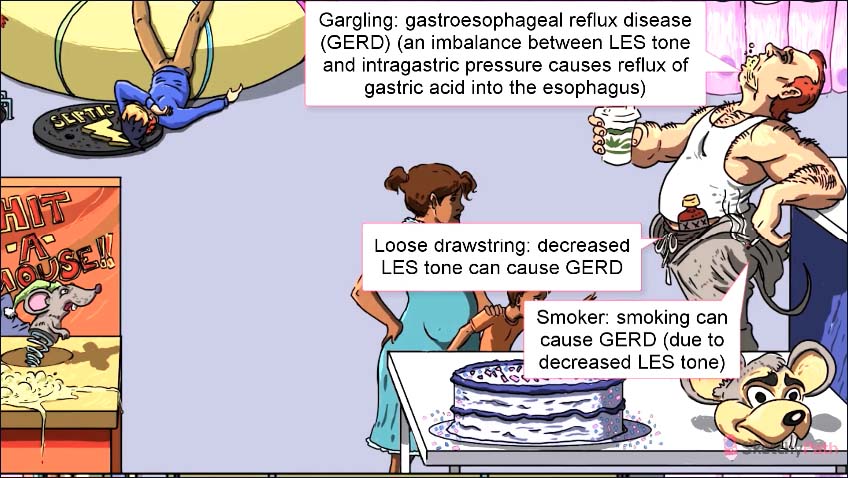 Gargling: gastroesophageal reflux disease
(GERD) (an imbalance between LES tone
and intragastric pressure causes reflux of
gastric acid into the esophagus)
SEPTIC
HIT
-A-
MOUSE!!
XXX
Loose drawstring: decreased
LES tone can cause GERD
Smoker: smoking can
cause GERD (due to
decreased LES tone)
SketchyPath